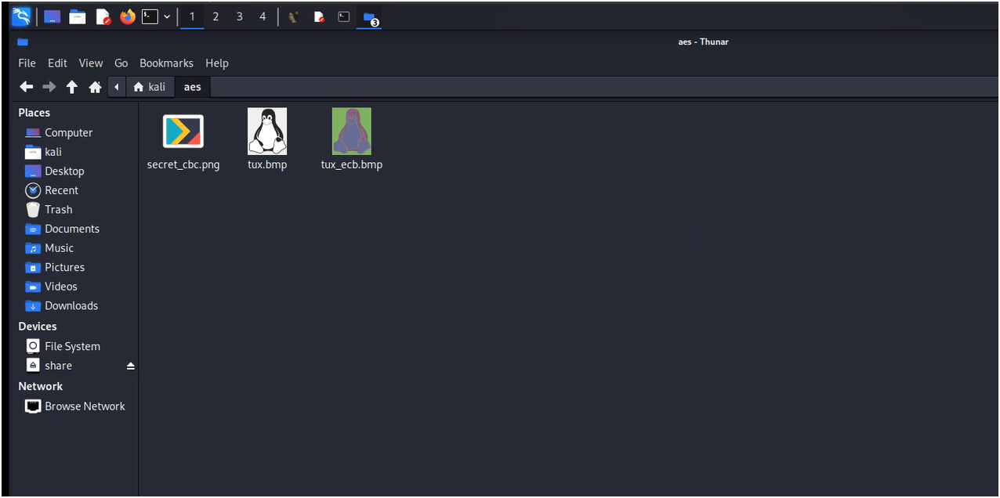 1 2 3 4 3
aes - Thunar
File Edit View Go Bookmarks Help
kali aes
Places
Computer
kali
Desktop
Recent
Trash
Documents
Music
Pictures
Videos
Downloads
Devices
File System
share
Network
Browse Network
secret_cbc.png tux.bmp tux_ecb.bmp